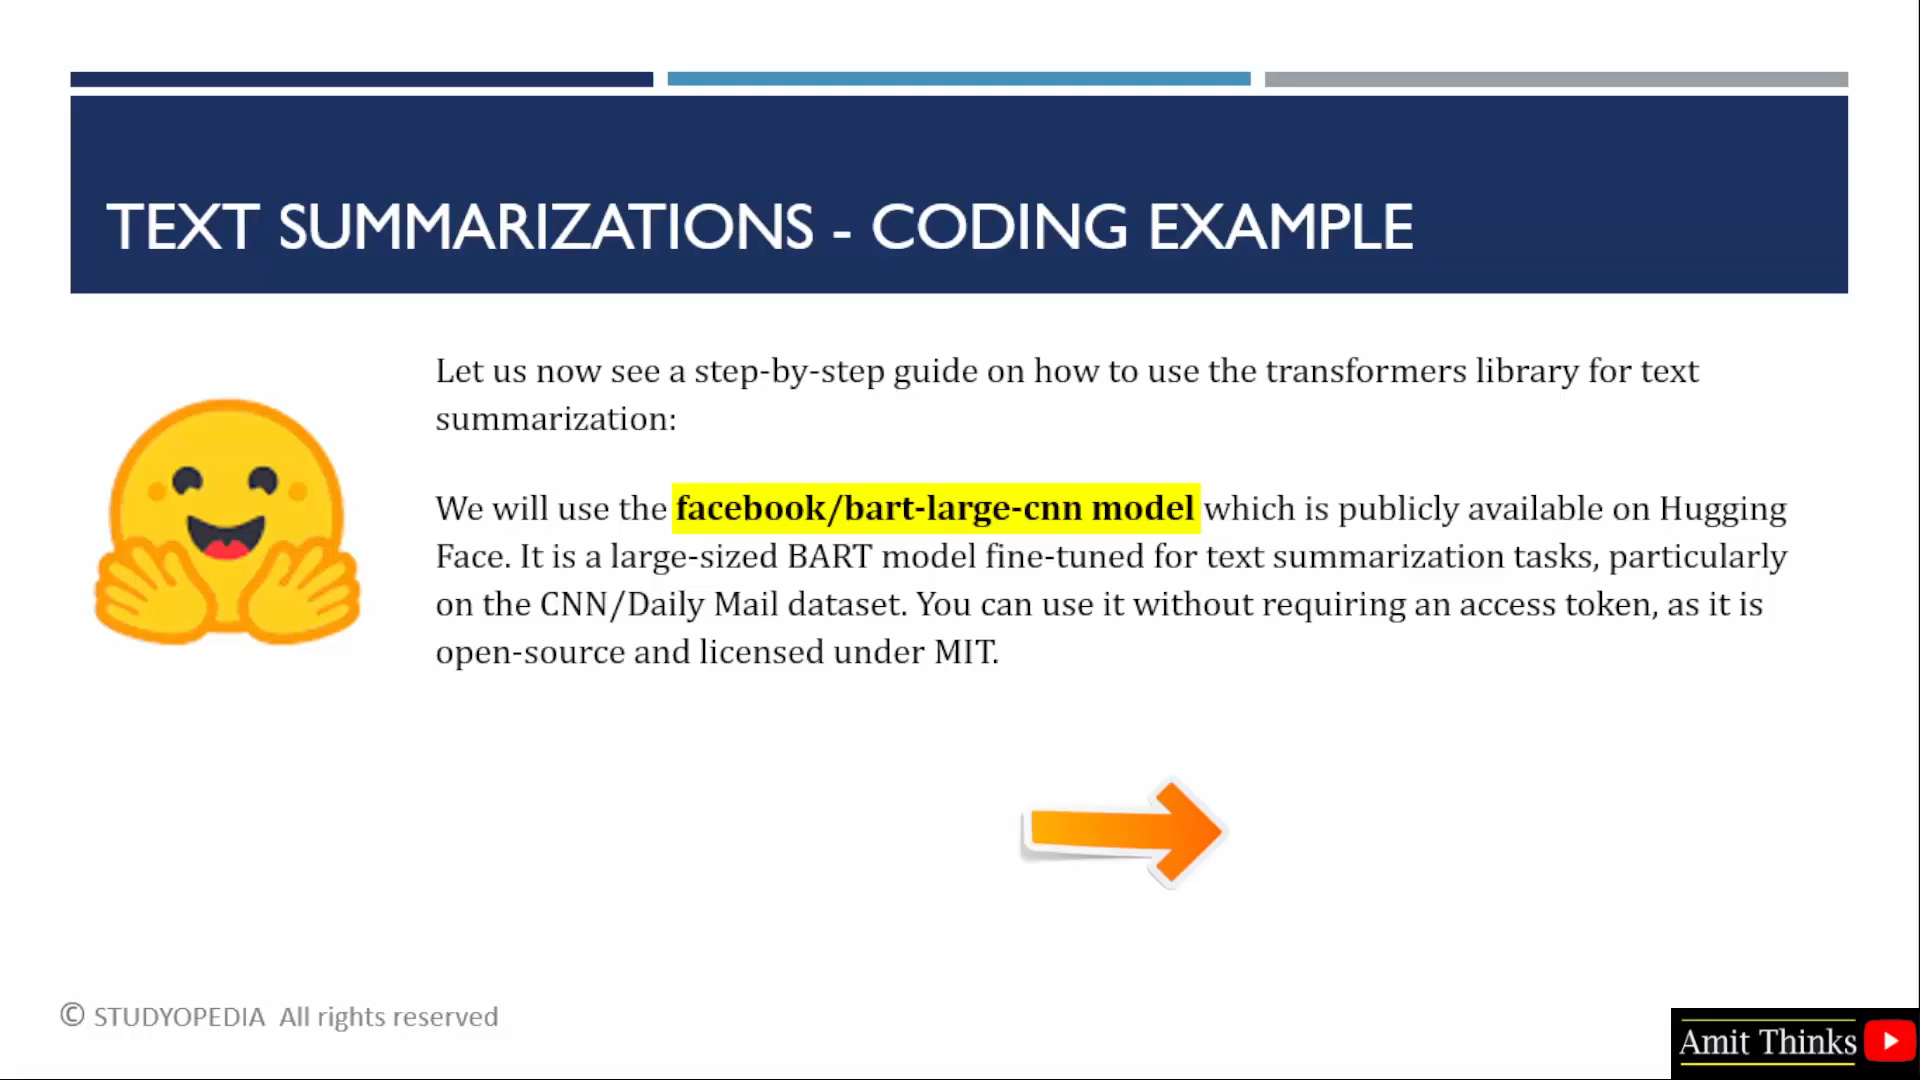 TEXT SUMMARIZATIONS - CODING EXAMPLE
Let us now see a step-by-step guide on how to use the transformers library for text
summarization:
We will use the facebook/bart-large-cnn model which is publicly available on Hugging
Face. It is a large-sized BART model fine-tuned for text summarization tasks, particularly
on the CNN/Daily Mail dataset. You can use it without requiring an access token, as it is
open-source and licensed under MIT.
© STUDYOPEDIA All rights reserved
Amit Thinks